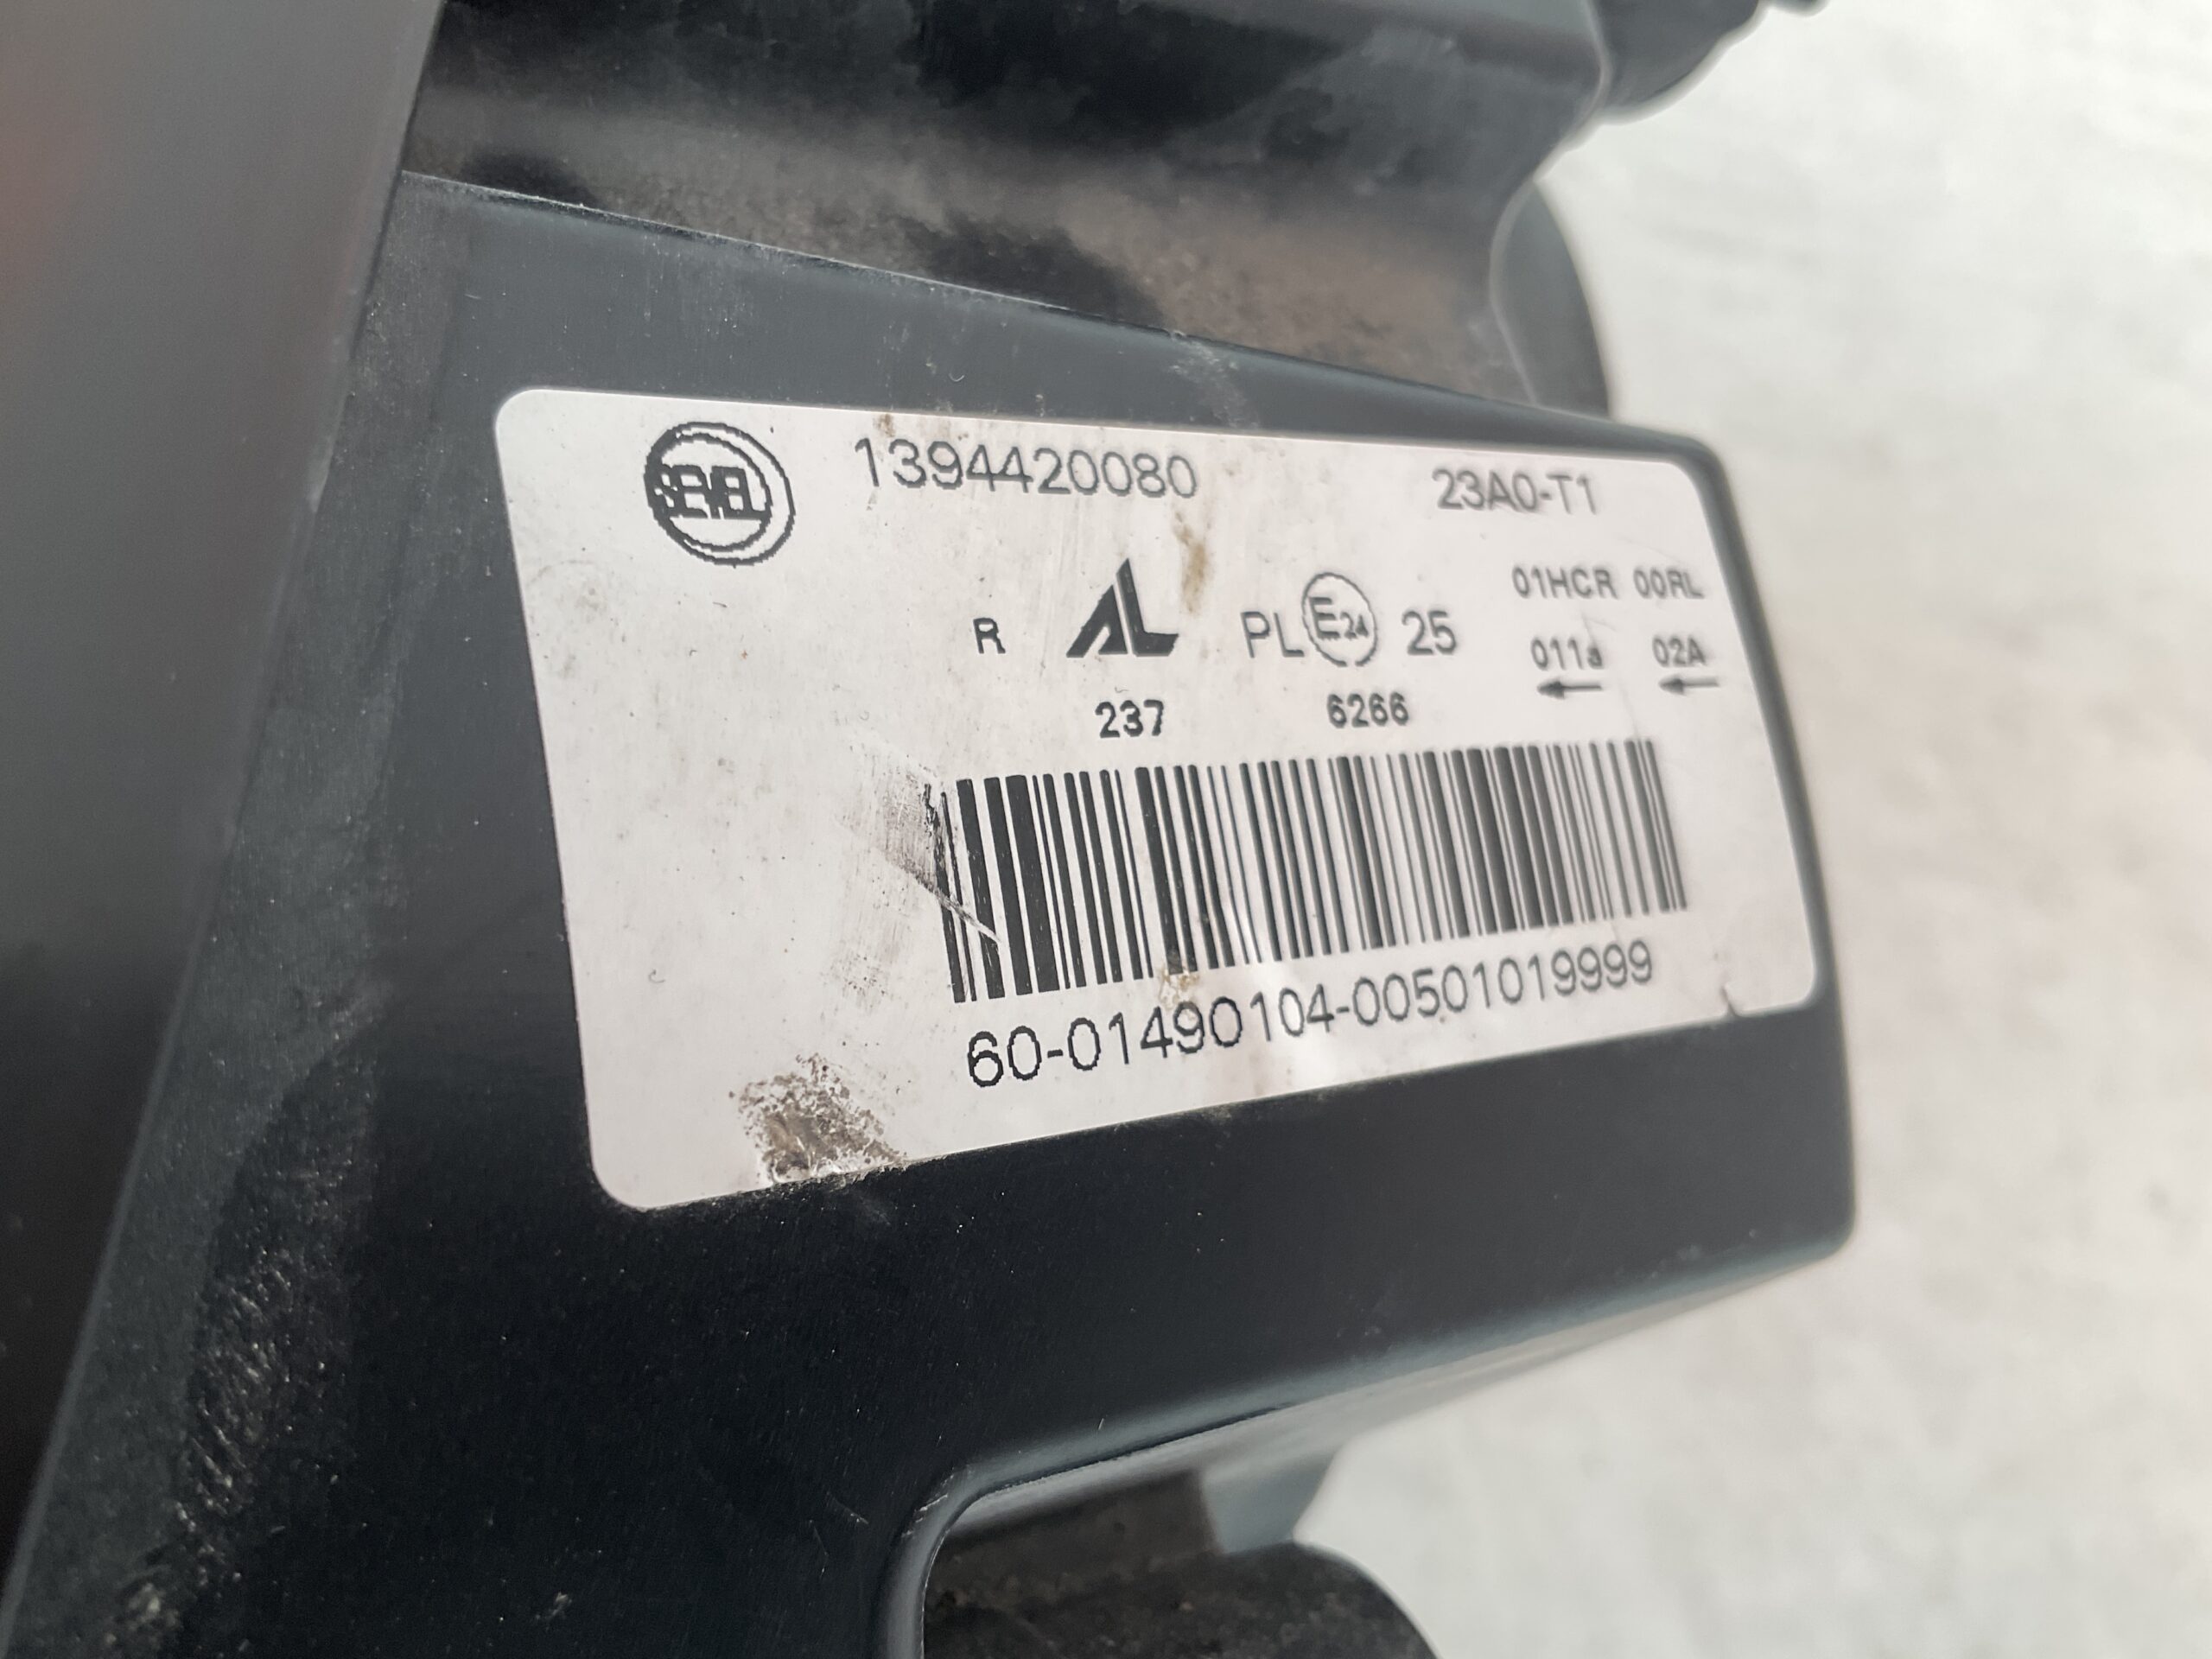 SEVEL 1394420080 23A0-T1
01HCR 00RL
R AL PL E24 25 011a 02A
237 6266
60-01490104-00501019999